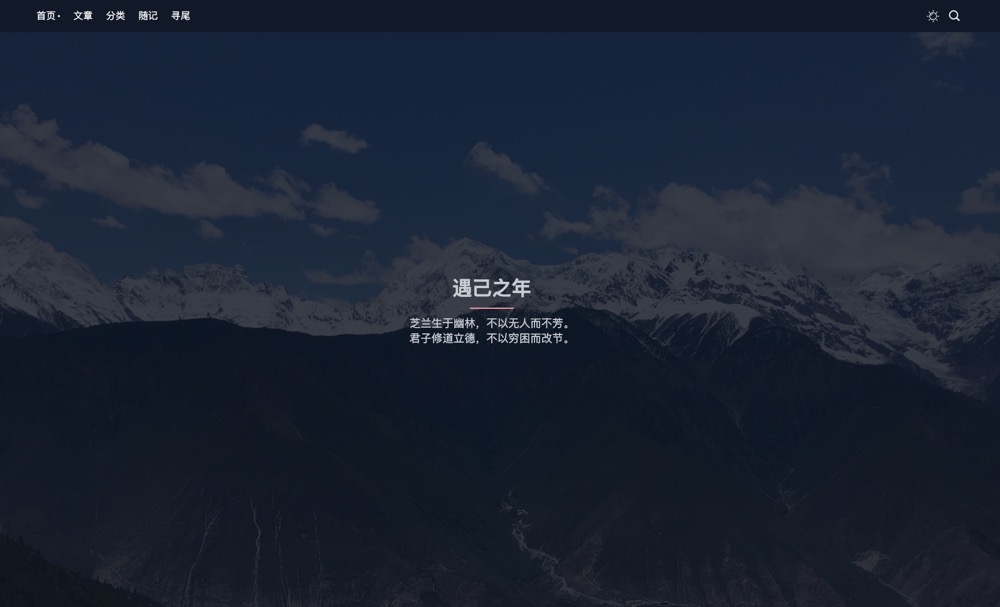 首页· 文章 分类 随记 寻尾
遇己之年
芝兰生于幽林，不以无人而不芳。
君子修道立德，不以穷困而改节。